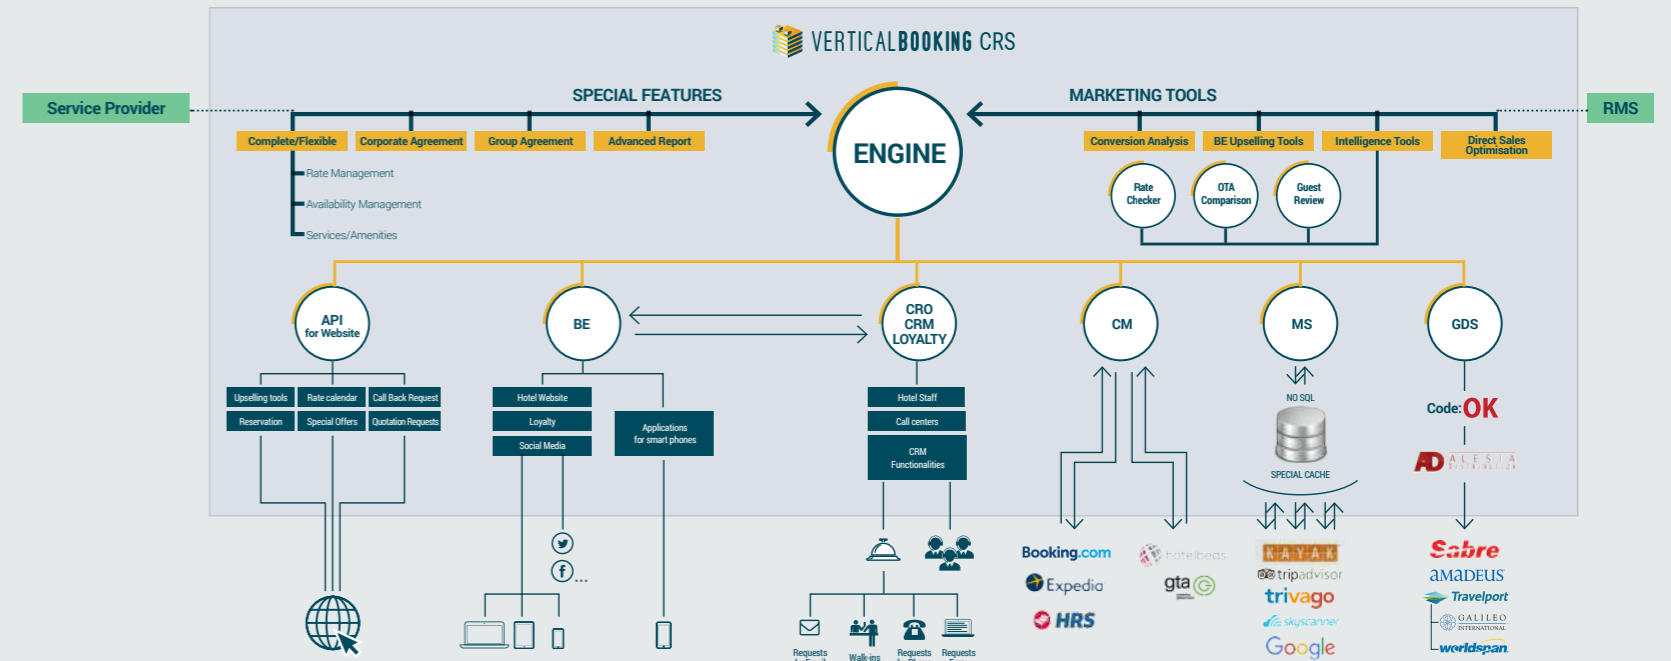 VERTICALBOOKING CRS
Service Provider
SPECIAL FEATURES
MARKETING TOOLS
RMS
ENGINE
Complete/Flexible
Corporate Agreement
Group Agreement
Advanced Report
Conversion Analysis
BE Upselling Tools
Intelligence Tools
Direct Sales
Optimisation
Rate Management
Availability Management
Services/Amenities
Rate
Checker
OTA
Comparison
Guest
Review
API
for Website
BE
CRO
CRM
LOYALTY
CM
MS
GDS
Upselling tools
Rate calendar
Call Back Request
Reservation
Special Offers
Quotation Requests
Hotel Website
Loyalty
Social Media
Applications
for smart phones
Hotel Staff
Call centers
CRM
Functionalities
NO SQL
SPECIAL CACHE
Code: OK
AD ALESIA
DISTRIBUTION
...
Booking.com
Expedia
HRS
hotelbeds
gta
KAYAK
tripadvisor
trivago
skyscanner
Google
Sabre
AMADEUS
Travelport
GALILEO
INTERNATIONAL
worldspan
Requests
Walk-ins
Requests
Requests